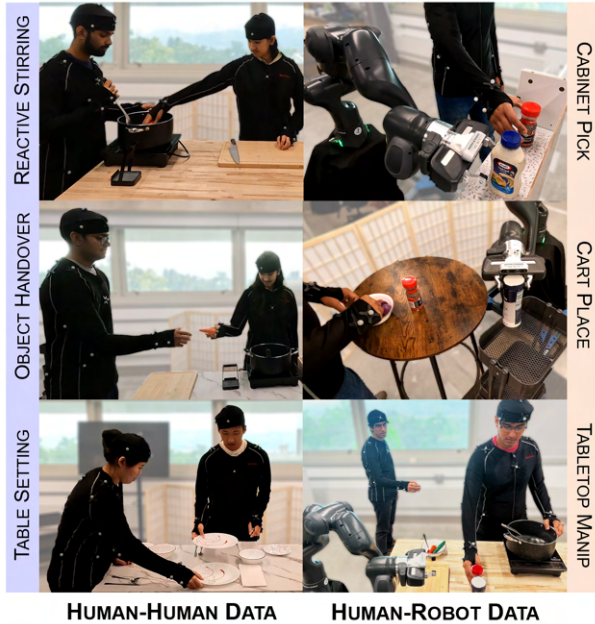 REACTIVE STIRRING
CABINET PICK
OBJECT HANDOVER
CART PLACE
TABLE SETTING
TABLETOP MANIP
HUMAN-HUMAN DATA
HUMAN-ROBOT DATA